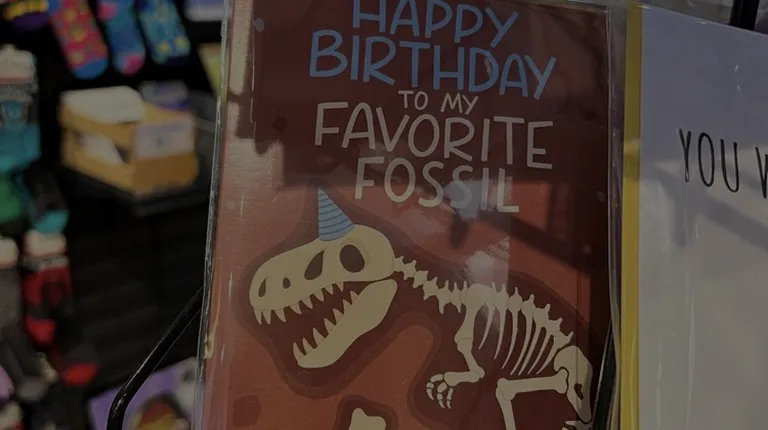 HAPPY
BIRTHDAY
TO MY
FAVORITE
FOSSIL
YOU